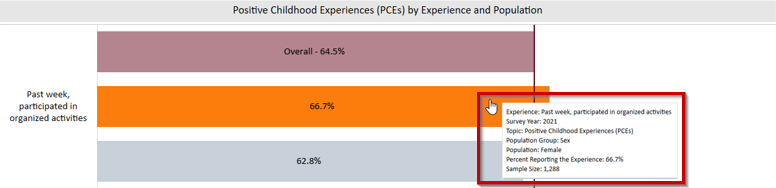 Positive Childhood Experiences (PCEs) by Experience and Population
Past week,
participated in
organized activities
Overall - 64.5%
66.7%
62.8%
Experience: Past week, participated in organized activities
Survey Year: 2021
Topic: Positive Childhood Experiences (PCEs)
Population Group: Sex
Population: Female
Percent Reporting the Experience: 66.7%
Sample Size: 1,288